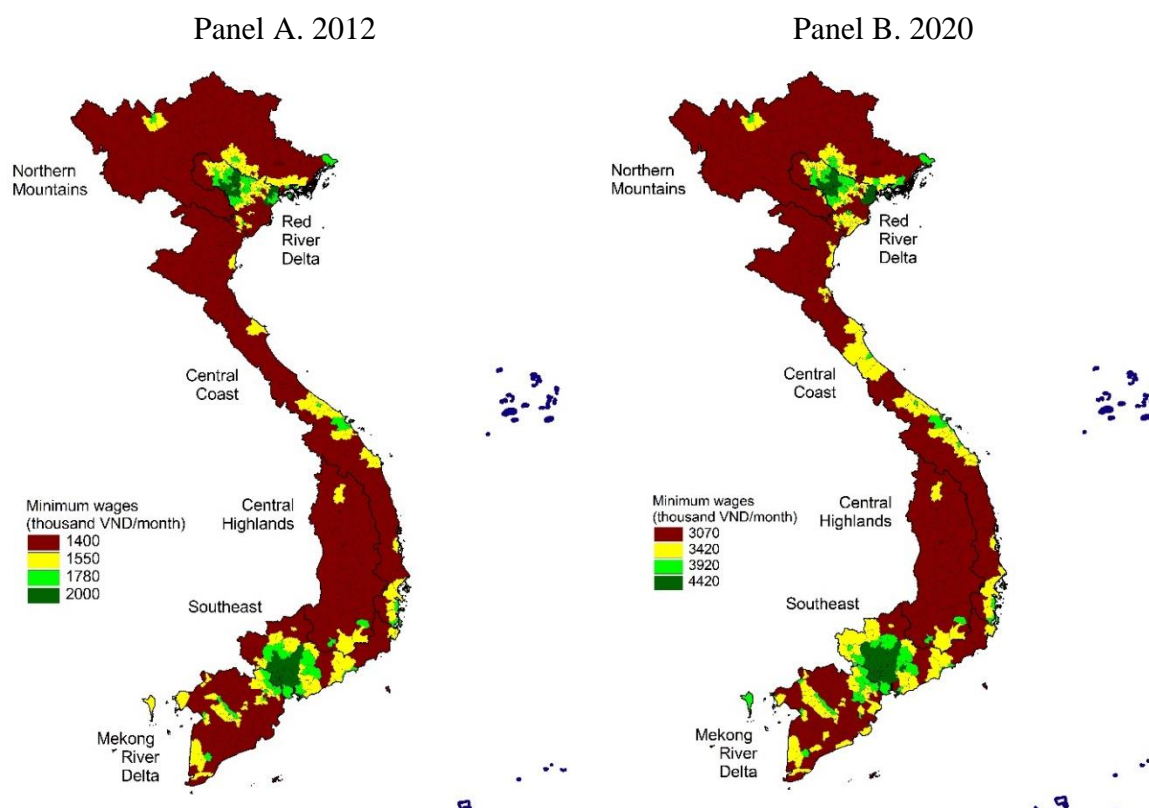 Panel A. 2012
Northern
Mountains
Red
River
Delta
Central
Coast
Central
Highlands
Minimum wages
(thousand VND/month)
1400
1550
1780
2000
Southeast
Mekong
River
Delta
Panel B. 2020
Northern
Mountains
Red
River
Delta
Central
Coast
Central
Highlands
Minimum wages
(thousand VND/month)
3070
3420
3920
4420
Southeast
Mekong
River
Delta